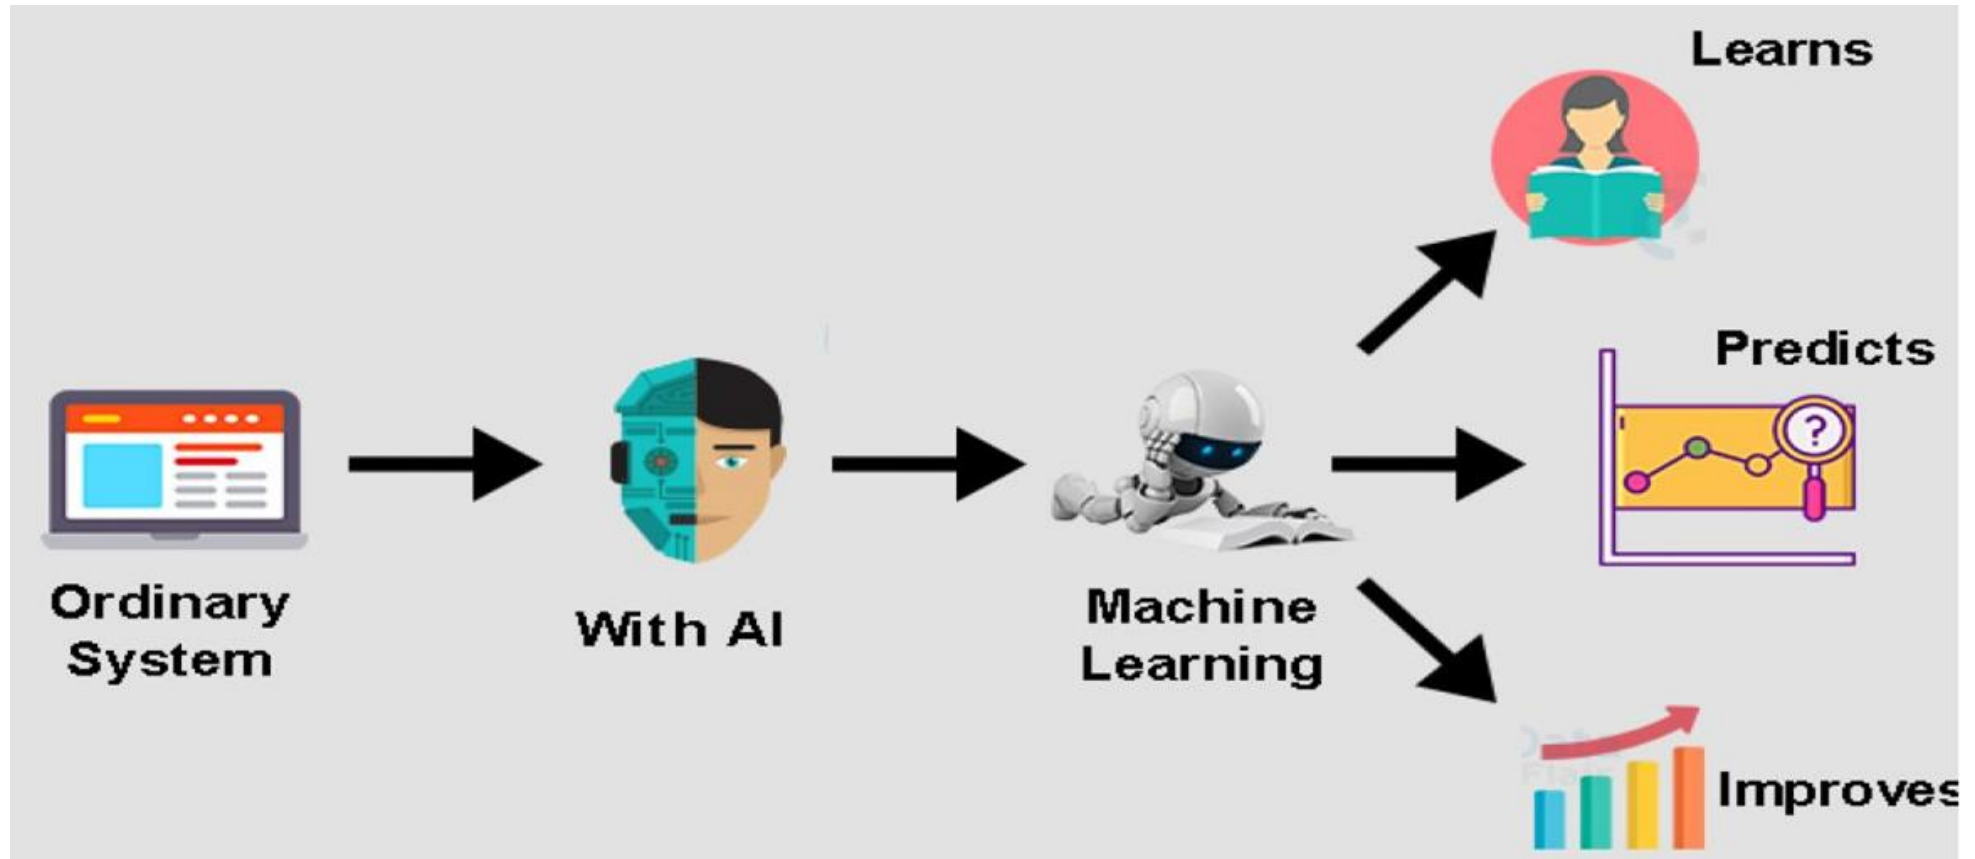 Learns
Predicts
Ordinary
System
With AI
Machine
Learning
?
Improves